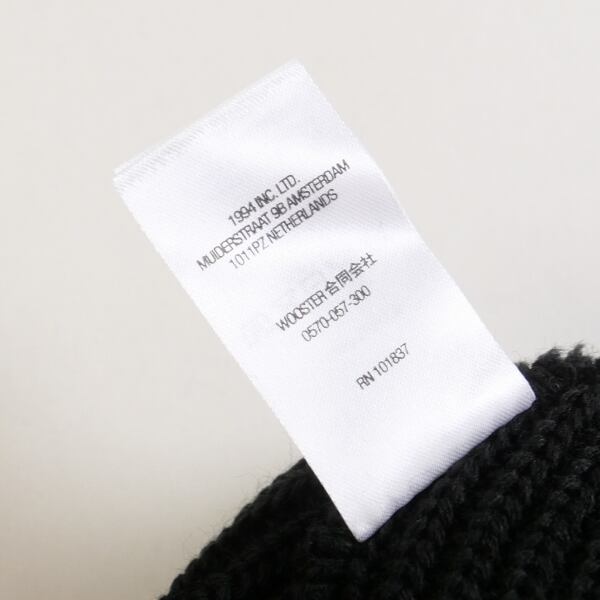 1994 INC. LTD.
MUIDERSTRAAT 9B AMSTERDAM
1011PZ NETHERLANDS
WOOSTER 合同会社
0570-057-300
RN 101837